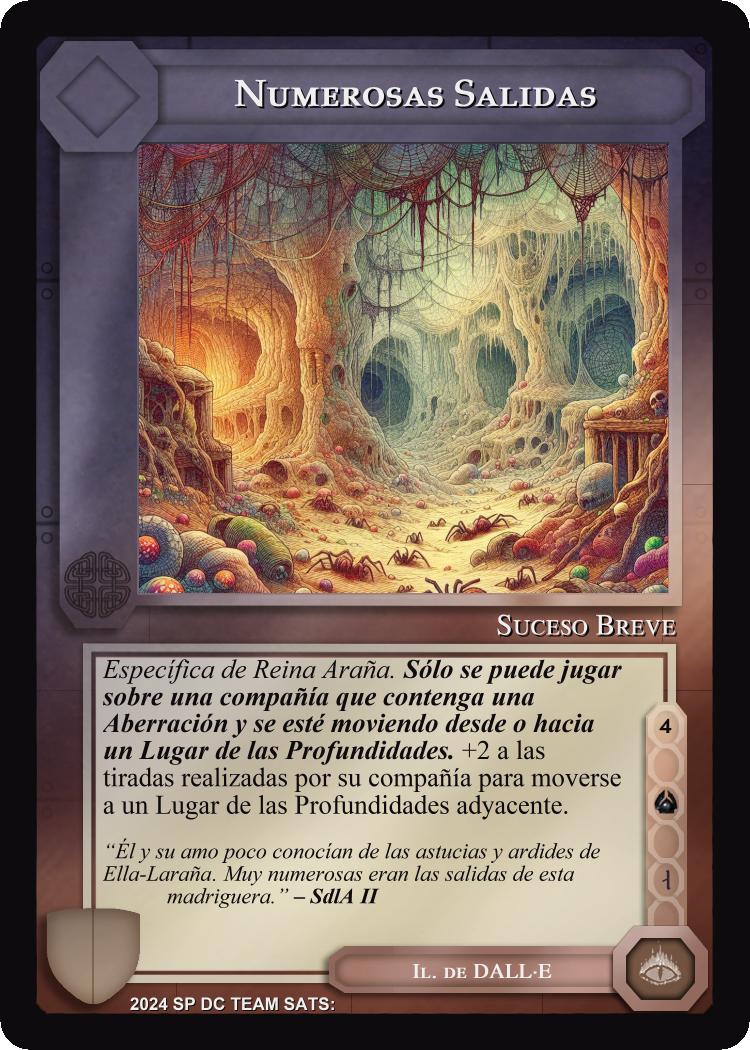 Numerosas Salidas
Suceso Breve
Específica de Reina Araña. Sólo se puede jugar
sobre una compañía que contenga una
Aberración y se esté moviendo desde o hacia
un Lugar de las Profundidades. +2 a las
tiradas realizadas por su compañía para moverse
a un Lugar de las Profundidades adyacente.
4
“Él y su amo poco conocían de las astucias y ardides de
Ella-Laraña. Muy numerosas eran las salidas de esta
madriguera.” – SdlA II
Il. de DALL·E
2024 SP DC TEAM SATS: